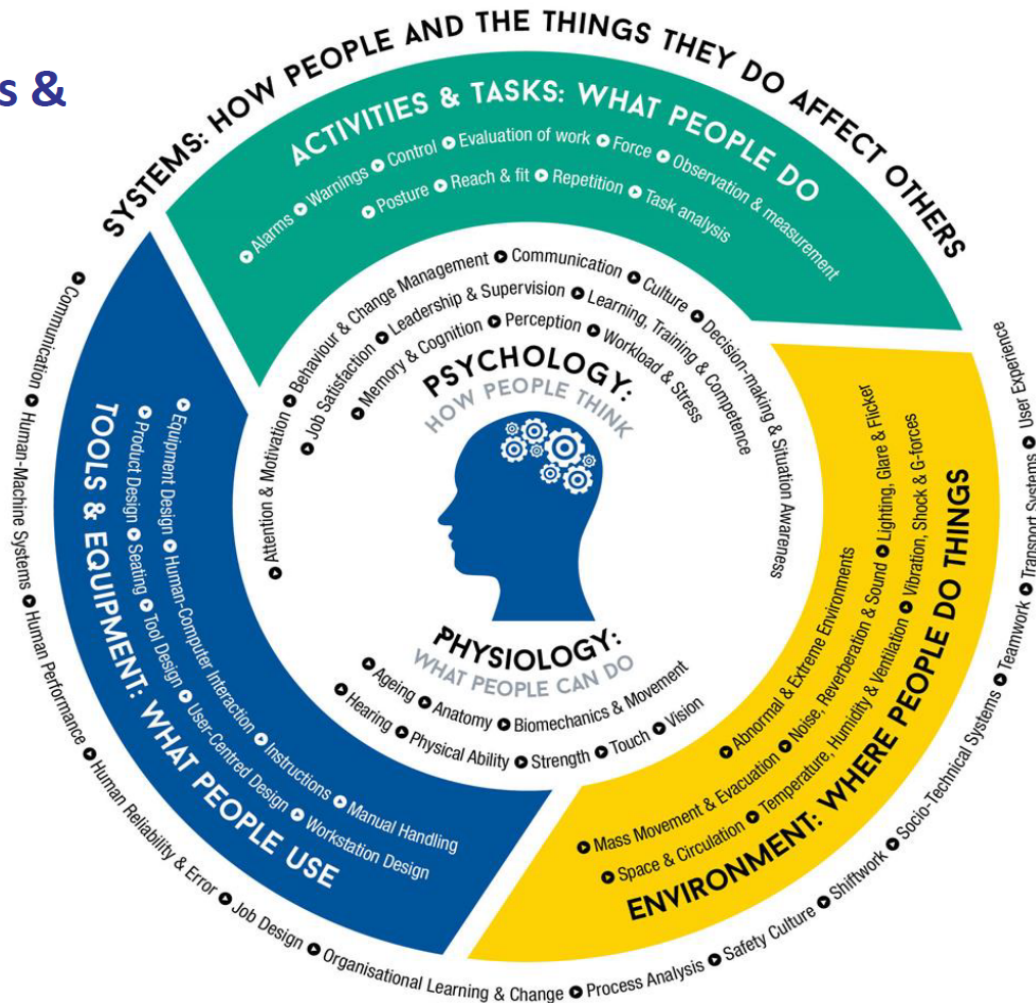 s &
SYSTEMS: HOW PEOPLE AND THE THINGS THEY DO AFFECT OTHERS
ACTIVITIES & TASKS: WHAT PEOPLE DO
Alarms Warnings Control Evaluation of work Force Observation & measurement
Posture Reach & fit Repetition Task analysis
Attention & Motivation Behaviour & Change Management Communication Culture Decision-making & Situation Awareness
Job Satisfaction Leadership & Supervision Learning, Training & Competence
Memory & Cognition Perception Workload & Stress
PSYCHOLOGY:
HOW PEOPLE THINK
PHYSIOLOGY:
WHAT PEOPLE CAN DO
Ageing Anatomy Biomechanics & Movement
Hearing Physical Ability Strength Touch Vision
TOOLS & EQUIPMENT: WHAT PEOPLE USE
Equipment Design Human-Computer Interaction Instructions Manual Handling
Product Design Seating Tool Design User-Centred Design Workstation Design
Abnormal & Extreme Environments
Mass Movement & Evacuation Noise, Reverberation & Sound Lighting, Glare & Flicker
Space & Circulation Temperature, Humidity & Ventilation Vibration, Shock & G-forces
ENVIRONMENT: WHERE PEOPLE DO THINGS
Communication Human-Machine Systems Human Performance Human Reliability & Error Job Design Organisational Learning & Change Process Analysis Safety Culture Shiftwork Socio-Technical Systems Teamwork Transport Systems User Experience